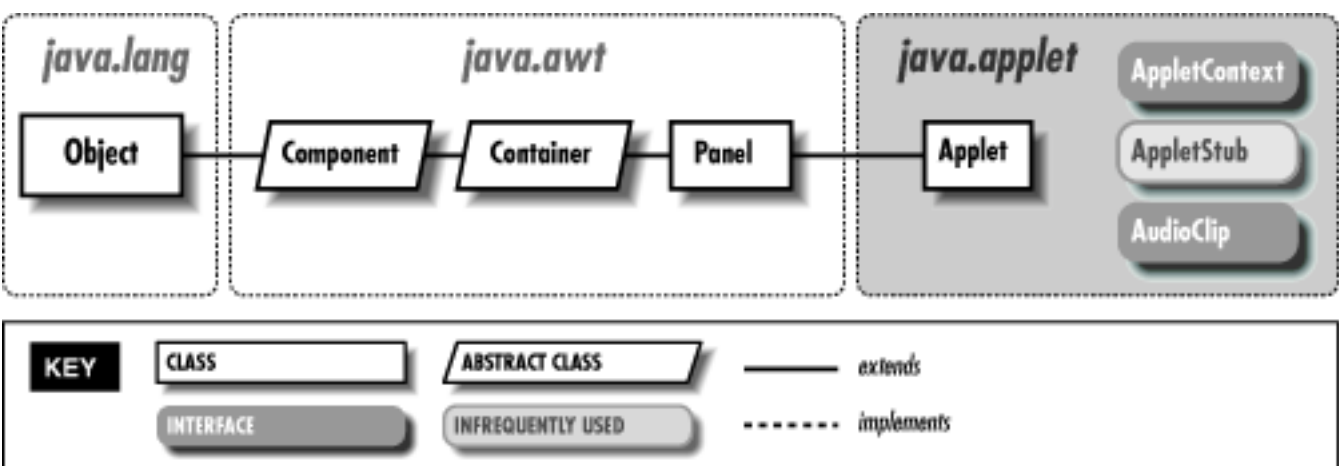 java.lang
java.awt
java.applet
AppletContext
Object
Component
Container
Panel
Applet
AppletStub
AudioClip
KEY
CLASS
ABSTRACT CLASS
extends
INTERFACE
INFREQUENTLY USED
implements